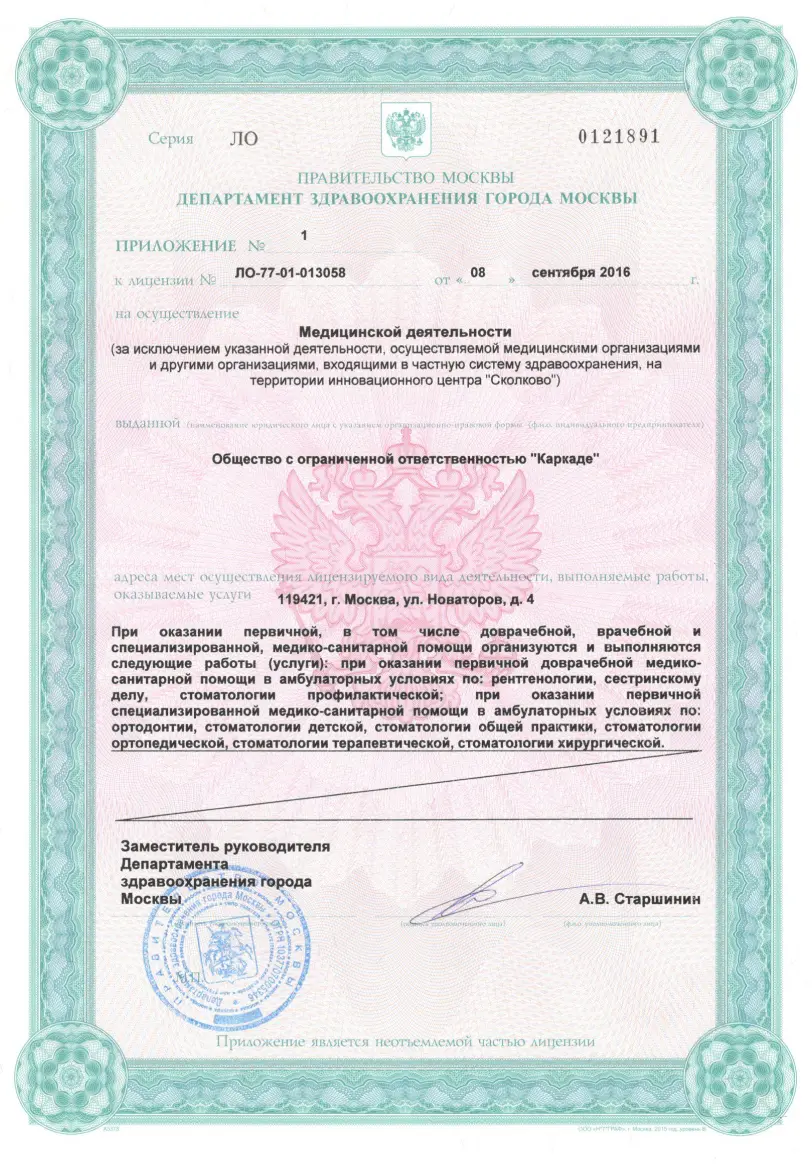 Серия ЛО 0121891
ПРАВИТЕЛЬСТВО МОСКВЫ
ДЕПАРТАМЕНТ ЗДРАВООХРАНЕНИЯ ГОРОДА МОСКВЫ
ПРИЛОЖЕНИЕ № 1
к лицензии № ЛО-77-01-013058 от « 08 » сентября 2016 г.
на осуществление
Медицинской деятельности
(за исключением указанной деятельности, осуществляемой медицинскими организациями
и другими организациями, входящими в частную систему здравоохранения, на
территории инновационного центра "Сколково")
выданной (наименование юридического лица с указанием организационно-правовой формы (ф.и.о. индивидуального предпринимателя)
Общество с ограниченной ответственностью "Каркаде"
адреса мест осуществления лицензируемого вида деятельности, выполняемые работы,
оказываемые услуги 119421, г. Москва, ул. Новаторов, д. 4
При оказании первичной, в том числе доврачебной, врачебной и
специализированной, медико-санитарной помощи организуются и выполняются
следующие работы (услуги): при оказании первичной доврачебной медико-
санитарной помощи в амбулаторных условиях по: рентгенологии, сестринскому
делу, стоматологии профилактической; при оказании первичной
специализированной медико-санитарной помощи в амбулаторных условиях по:
ортодонтии, стоматологии детской, стоматологии общей практики, стоматологии
ортопедической, стоматологии терапевтической, стоматологии хирургической.
Заместитель руководителя
Департамента
здравоохранения города
Москвы А.В. Старшинин
(подпись уполномоченного лица) (ф.и.о. уполномоченного лица)
М.П.
ПРАВИТЕЛЬСТВО МОСКВЫ
Департамент здравоохранения города Москвы
Приложение является неотъемлемой частью лицензии